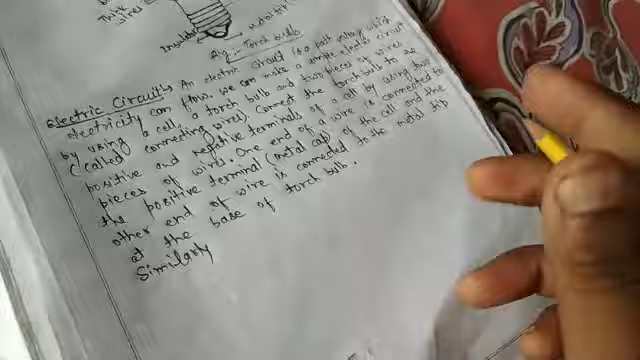 Thick
wires
Insulator
Fig :- Torch bulb
Electric Circuit :- An electric circuit is a path along which
electricity can flow. we can make a simple electric circuit
by using a cell, a torch bulb and two pieces of wires
(called connecting wires). Connect the torch bulb to the
positive and negative terminals of a cell by using two
pieces of wires. One end of a wire is connected to
the positive terminal (metal cap) of the cell and the
other end of wire is connected to the metal tip
at the base of torch bulb.
Similarly